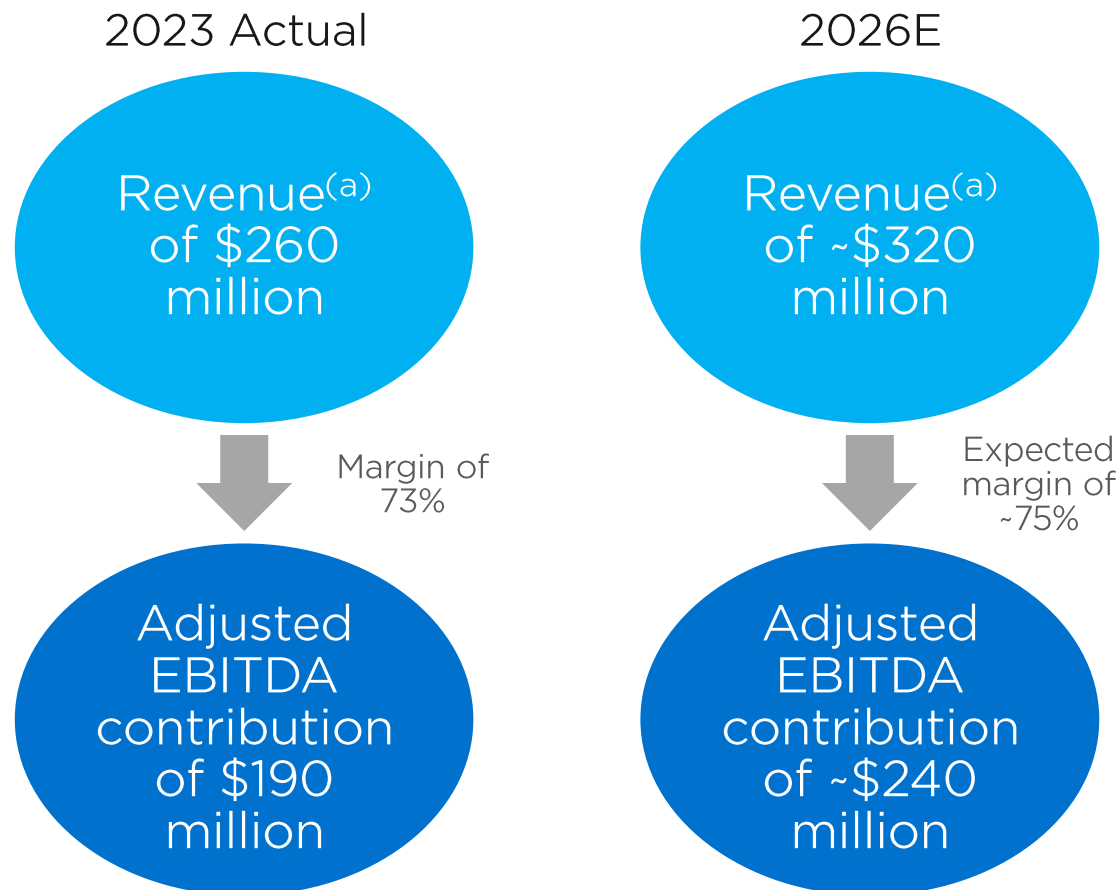 2023 Actual
Revenue(a)
of $260
million
Margin of
73%
Adjusted
EBITDA
contribution
of $190
million
2026E
Revenue(a)
of ~$320
million
Expected
margin of
~75%
Adjusted
EBITDA
contribution
of ~$240
million